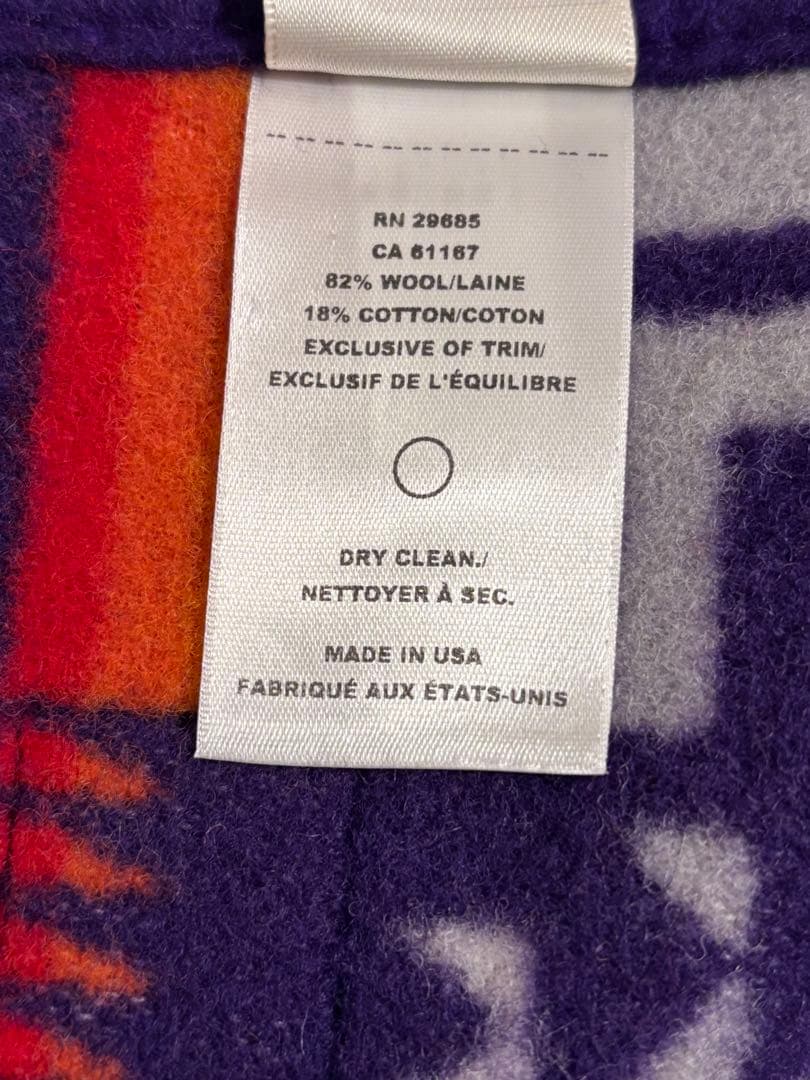 RN 29685
CA 61167
82% WOOL/LAINE
18% COTTON/COTON
EXCLUSIVE OF TRIM/
EXCLUSIF DE L'ÉQUILIBRE
DRY CLEAN./
NETTOYER À SEC.
MADE IN USA
FABRIQUÉ AUX ÉTATS-UNIS